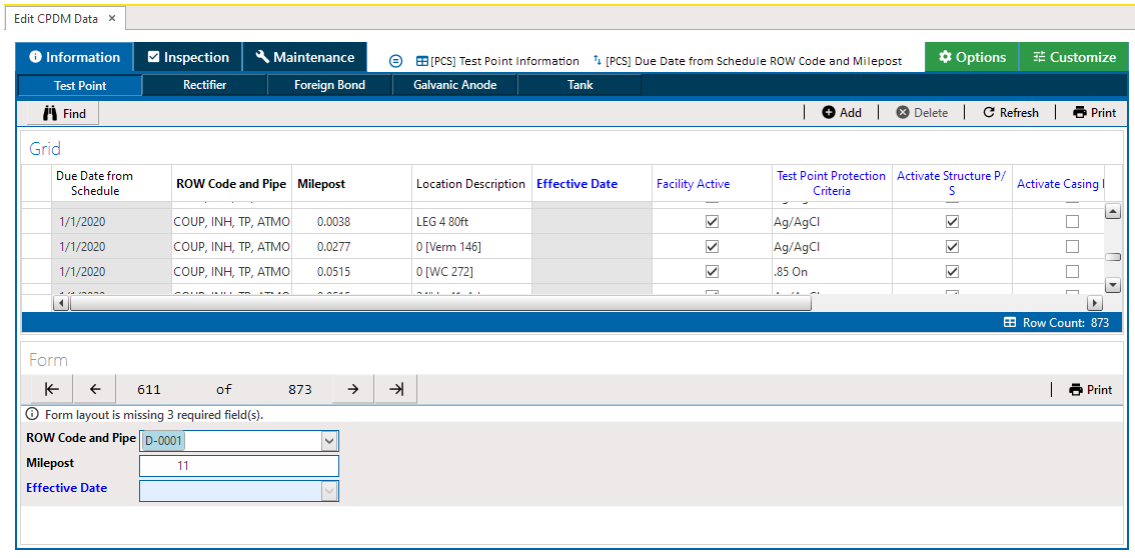 Edit CPDM Data ×
Information Inspection Maintenance [PCS] Test Point Information [PCS] Due Date from Schedule ROW Code and Milepost Options Customize
Test Point Rectifier Foreign Bond Galvanic Anode Tank
Find Add Delete Refresh Print
Grid
Due Date from Schedule ROW Code and Pipe Milepost Location Description Effective Date Facility Active Test Point Protection Criteria Activate Structure P/S Activate Casing
1/1/2020 COUP, INH, TP, ATMO 0.0038 LEG 4 80ft Ag/AgCl
1/1/2020 COUP, INH, TP, ATMO 0.0277 0 [Verm 146] Ag/AgCl
1/1/2020 COUP, INH, TP, ATMO 0.0515 0 [WC 272] .85 On
Row Count: 873
Form
611 of 873 Print
Form layout is missing 3 required field(s).
ROW Code and Pipe D-0001
Milepost 11
Effective Date